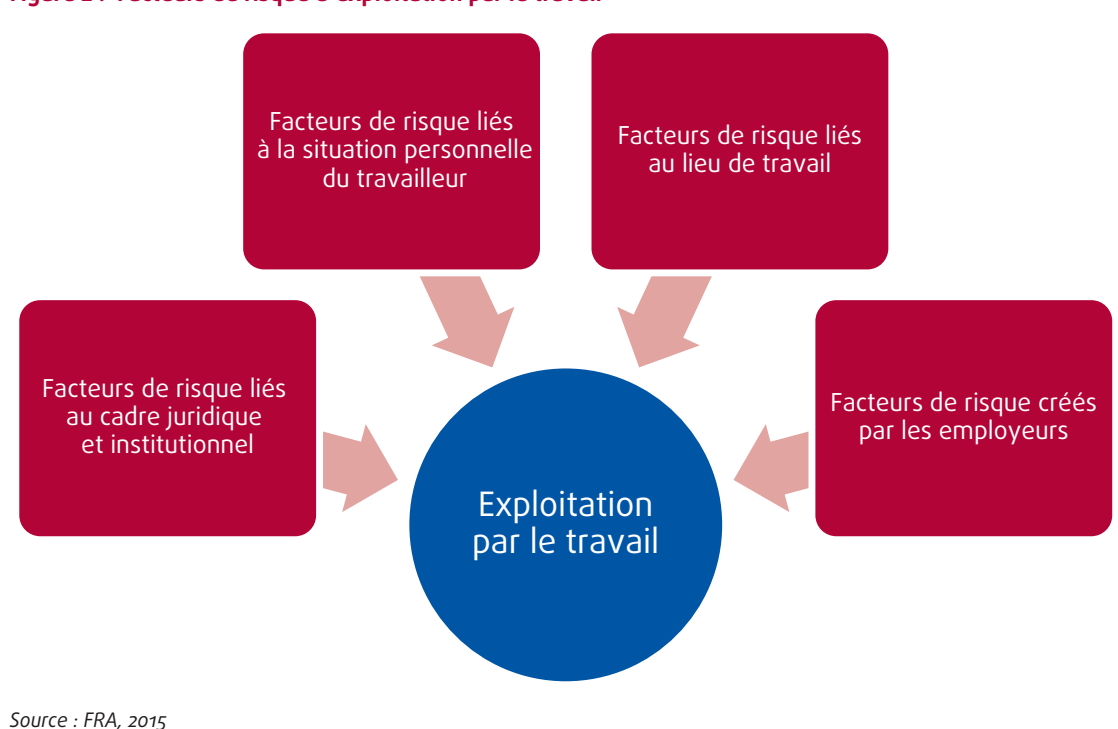 Facteurs de risque liés
à la situation personnelle
du travailleur
Facteurs de risque liés
au lieu de travail
Facteurs de risque liés
au cadre juridique
et institutionnel
Facteurs de risque créés
par les employeurs
Exploitation
par le travail
Source : FRA, 2015